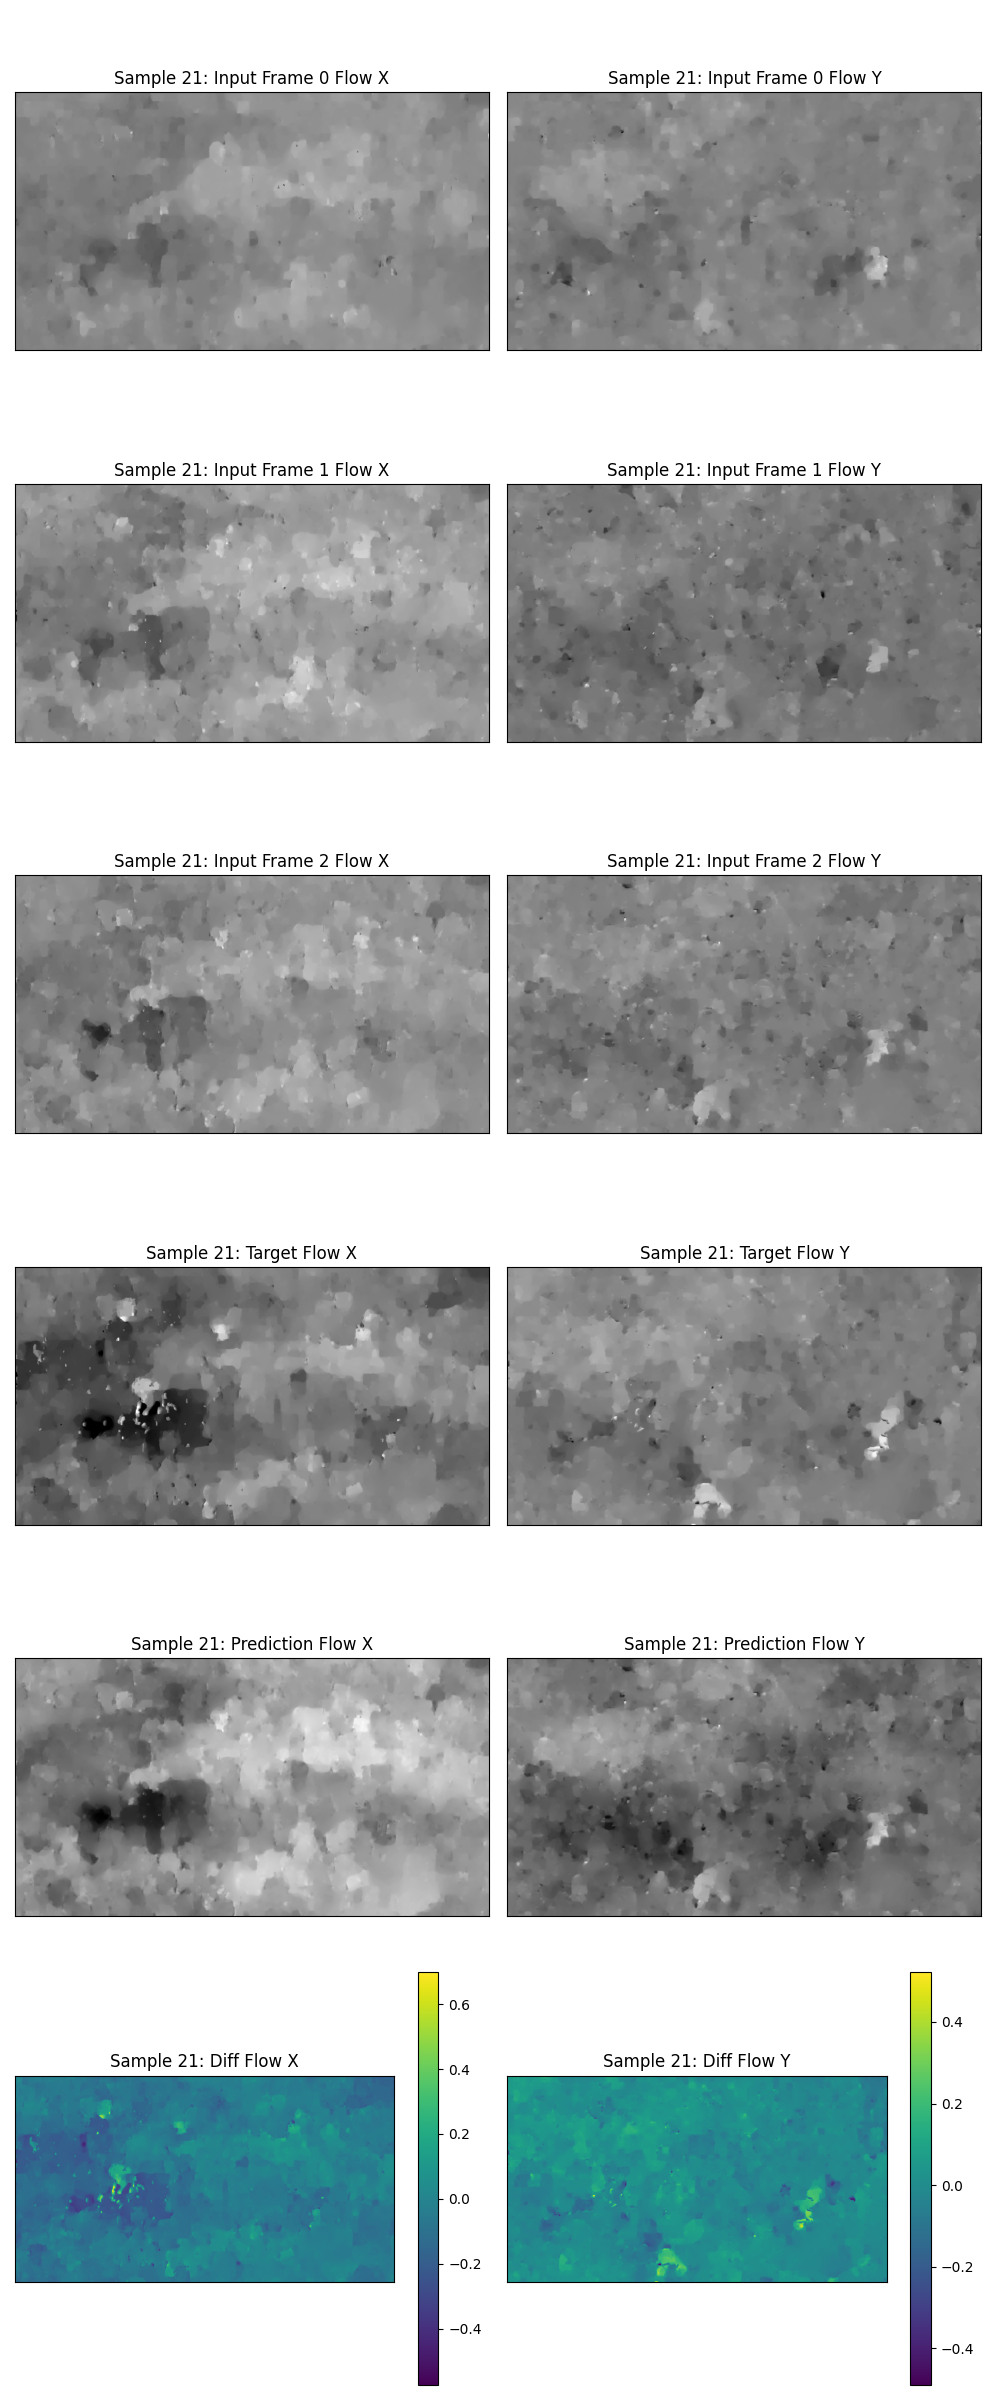 Sample 21: Input Frame 0 Flow X
Sample 21: Input Frame 0 Flow Y
Sample 21: Input Frame 1 Flow X
Sample 21: Input Frame 1 Flow Y
Sample 21: Input Frame 2 Flow X
Sample 21: Input Frame 2 Flow Y
Sample 21: Target Flow X
Sample 21: Target Flow Y
Sample 21: Prediction Flow X
Sample 21: Prediction Flow Y
Sample 21: Diff Flow X
0.6
0.4
0.2
0.0
−0.2
−0.4
Sample 21: Diff Flow Y
0.4
0.2
0.0
−0.2
−0.4